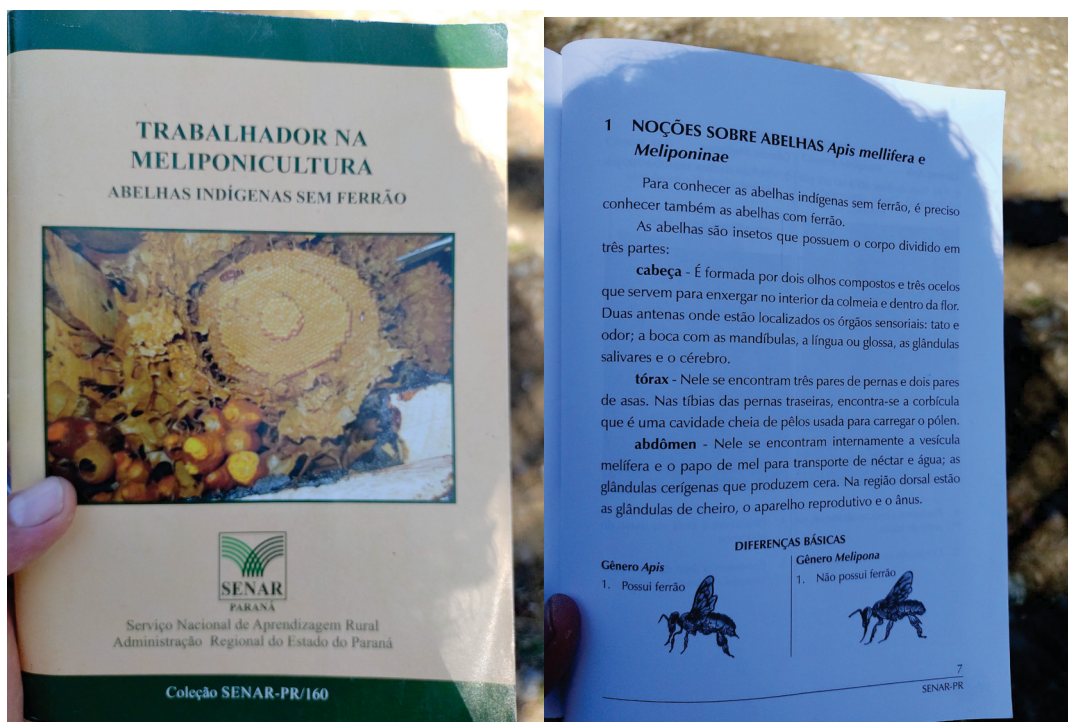 TRABALHADOR NA
MELIPONICULTURA
ABELHAS INDÍGENAS SEM FERRÃO
SENAR
PARANÁ
Serviço Nacional de Aprendizagem Rural
Administração Regional do Estado do Paraná
Coleção SENAR-PR/160
1 NOÇÕES SOBRE ABELHAS Apis mellifera e
Meliponinae
Para conhecer as abelhas indígenas sem ferrão, é preciso
conhecer também as abelhas com ferrão.
As abelhas são insetos que possuem o corpo dividido em
três partes:
cabeça - É formada por dois olhos compostos e três ocelos
que servem para enxergar no interior da colmeia e dentro da flor.
Duas antenas onde estão localizados os órgãos sensoriais: tato e
odor; a boca com as mandíbulas, a língua ou glossa, as glândulas
salivares e o cérebro.
tórax - Nele se encontram três pares de pernas e dois pares
de asas. Nas tíbias das pernas traseiras, encontra-se a corbícula
que é uma cavidade cheia de pêlos usada para carregar o pólen.
abdômen - Nele se encontram internamente a vesícula
melífera e o papo de mel para transporte de néctar e água; as
glândulas cerígenas que produzem cera. Na região dorsal estão
as glândulas de cheiro, o aparelho reprodutivo e o ânus.
DIFERENÇAS BÁSICAS
Gênero Apis
1. Possui ferrão
Gênero Melipona
1. Não possui ferrão
7
SENAR-PR